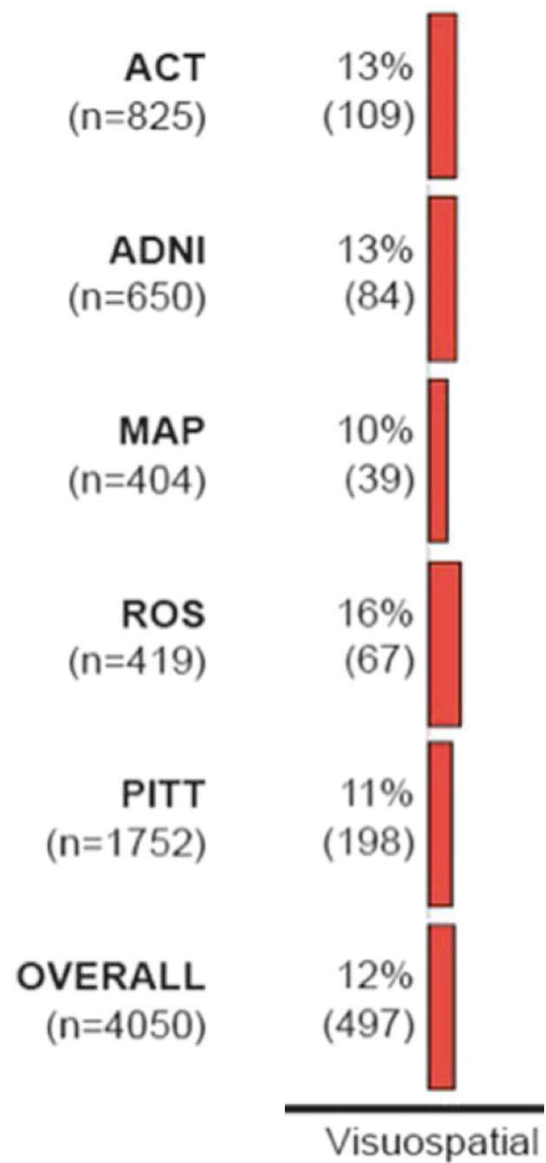 ACT 13%
(n=825) (109)
ADNI 13%
(n=650) (84)
MAP 10%
(n=404) (39)
ROS 16%
(n=419) (67)
PITT 11%
(n=1752) (198)
OVERALL 12%
(n=4050) (497)
Visuospatial